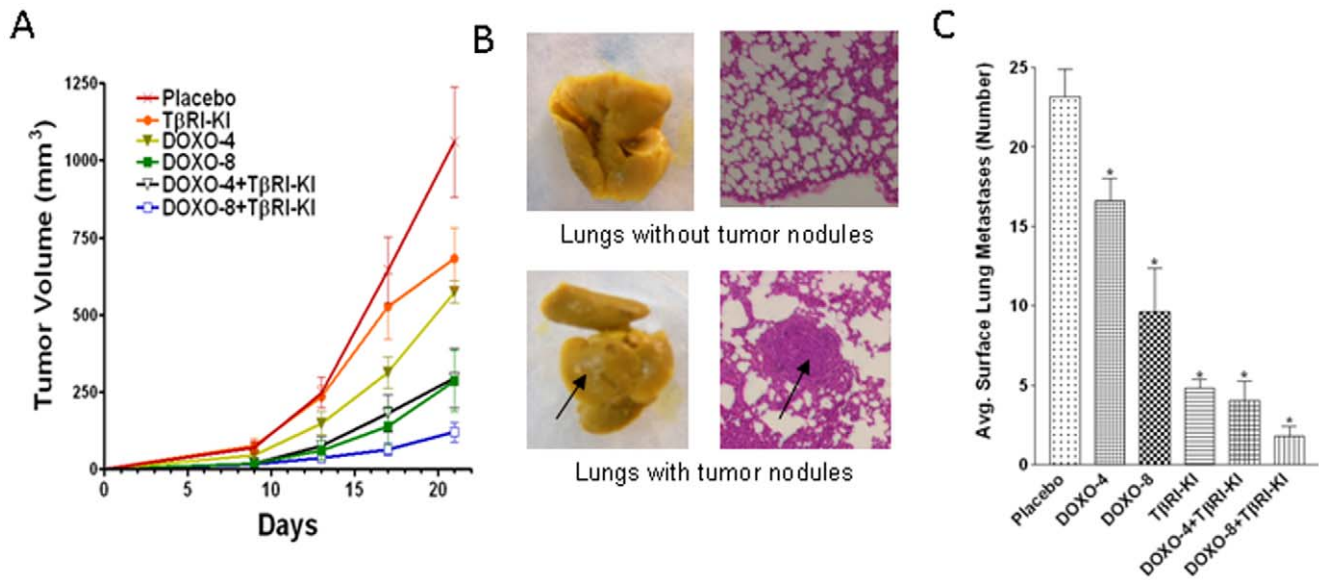 A
Tumor Volume (mm³)
1250
1000
750
500
250
0
Placebo
TβRI-KI
DOXO-4
DOXO-8
DOXO-4+TβRI-KI
DOXO-8+TβRI-KI
0 5 10 15 20
Days
B
Lungs without tumor nodules
Lungs with tumor nodules
C
Avg. Surface Lung Metastases (Number)
25
20
15
10
5
0
* * * * *
Placebo
DOXO-4
DOXO-8
TβRI-KI
DOXO-4+TβRI-KI
DOXO-8+TβRI-KI